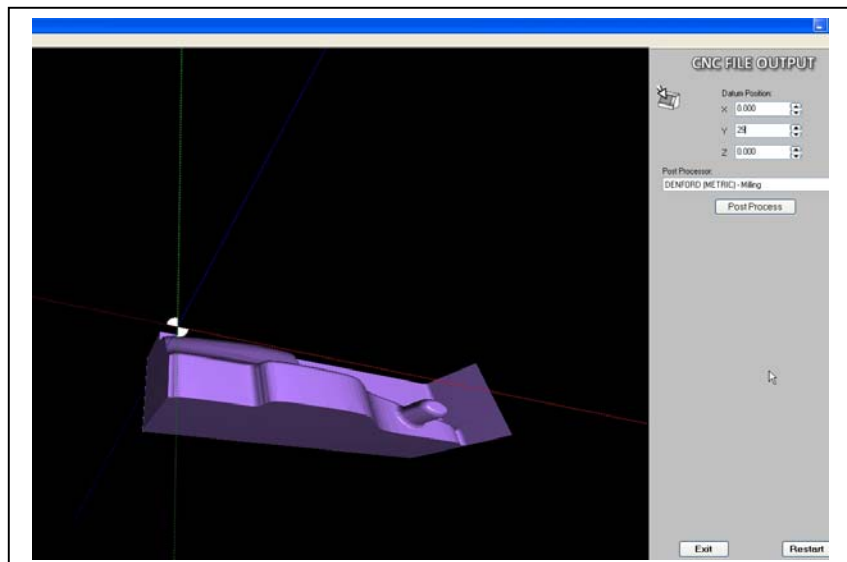 CNC FILE OUTPUT
Datum Position:
X 0.000
Y 25
Z 0.000
Post Processor:
DENFORD (METRIC) - Milling
Post Process
Exit Restart